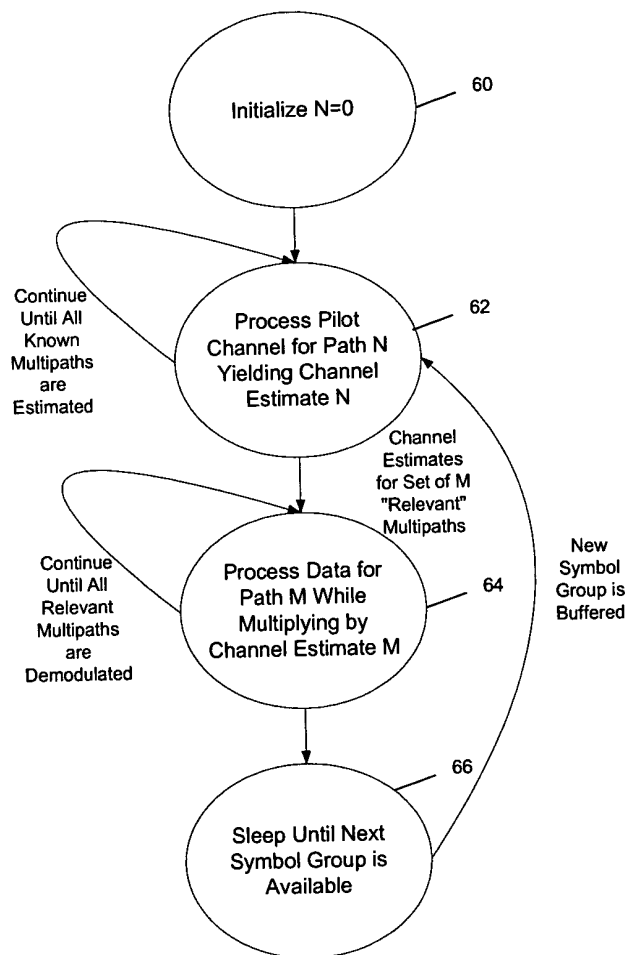 Initialize N=0
60
Continue
Until All
Known
Multipaths
are
Estimated
Process Pilot
Channel for Path N
Yielding Channel
Estimate N
62
Channel
Estimates
for Set of M
"Relevant"
Multipaths
Continue
Until All
Relevant
Multipaths
are
Demodulated
Process Data for
Path M While
Multiplying by
Channel Estimate M
64
New
Symbol
Group is
Buffered
66
Sleep Until Next
Symbol Group is
Available